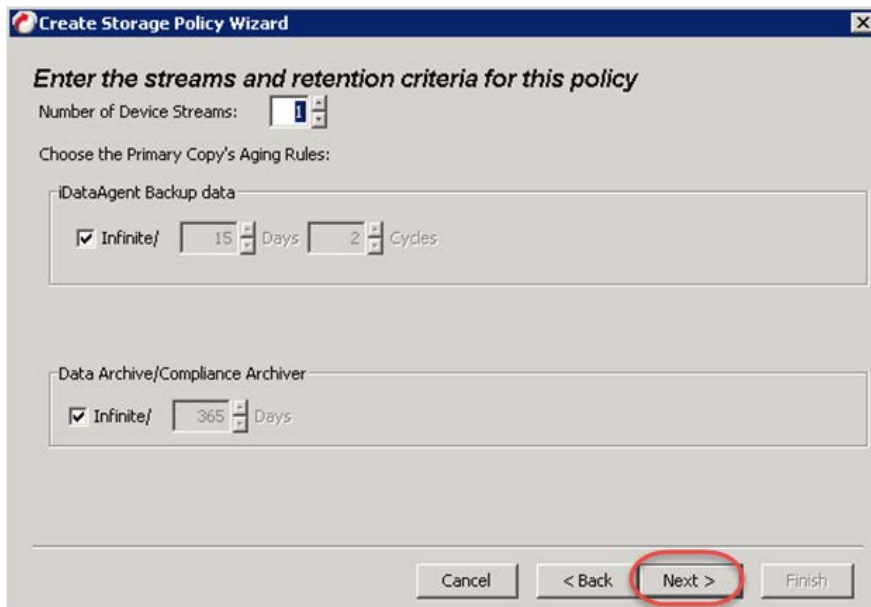 Create Storage Policy Wizard
Enter the streams and retention criteria for this policy
Number of Device Streams: 1
Choose the Primary Copy's Aging Rules:
iDataAgent Backup data
Infinite/ 15 Days 2 Cycles
Data Archive/Compliance Archiver
Infinite/ 365 Days
Cancel < Back Next > Finish